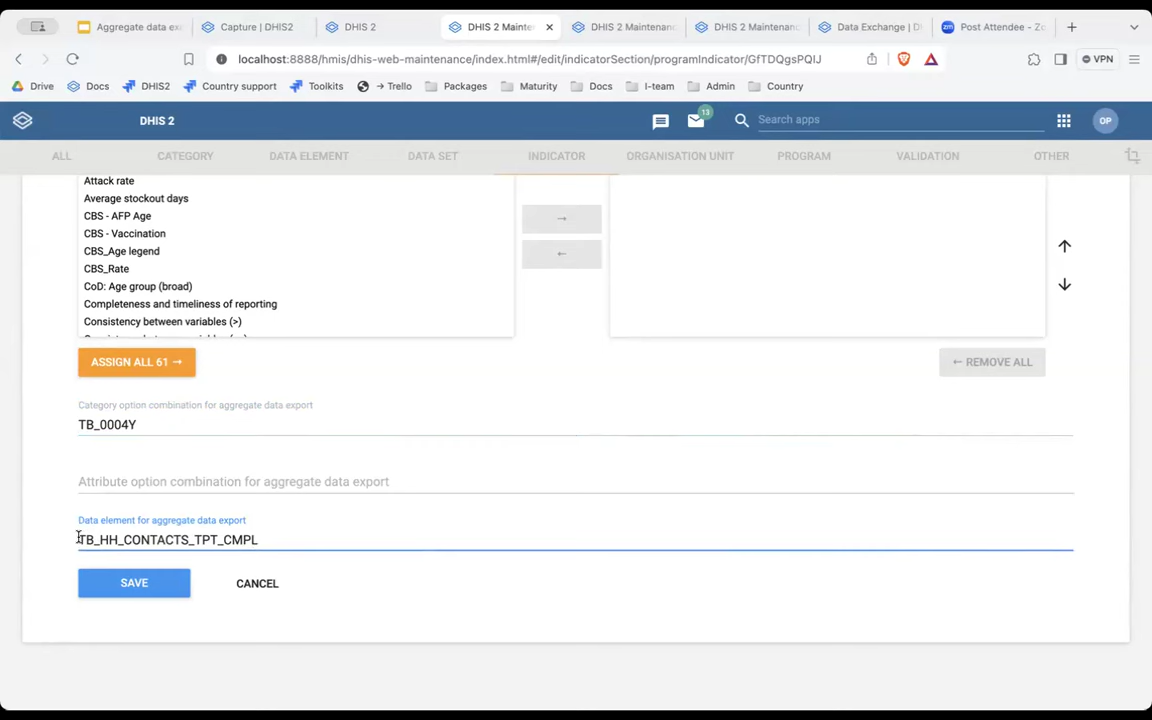 Aggregate data ex
Capture | DHIS2
DHIS 2
DHIS 2 Mainte
DHIS 2 Maintenan
DHIS 2 Maintenan
Data Exchange | D
Post Attendee - Zo
localhost:8888/hmis/dhis-web-maintenance/index.html#/edit/indicatorSection/programIndicator/GfTDQgsPQIJ
VPN
Drive
Docs
DHIS2
Country support
Toolkits
→ Trello
Packages
Maturity
Docs
I-team
Admin
Country
DHIS 2
13
Search apps
OP
ALL
CATEGORY
DATA ELEMENT
DATA SET
INDICATOR
ORGANISATION UNIT
PROGRAM
VALIDATION
OTHER
Attack rate
Average stockout days
CBS - AFP Age
CBS - Vaccination
CBS_Age legend
CBS_Rate
CoD: Age group (broad)
Completeness and timeliness of reporting
Consistency between variables (>)
→
←
ASSIGN ALL 61 →
← REMOVE ALL
Category option combination for aggregate data export
TB_0004Y
Attribute option combination for aggregate data export
Data element for aggregate data export
TB_HH_CONTACTS_TPT_CMPL
SAVE
CANCEL